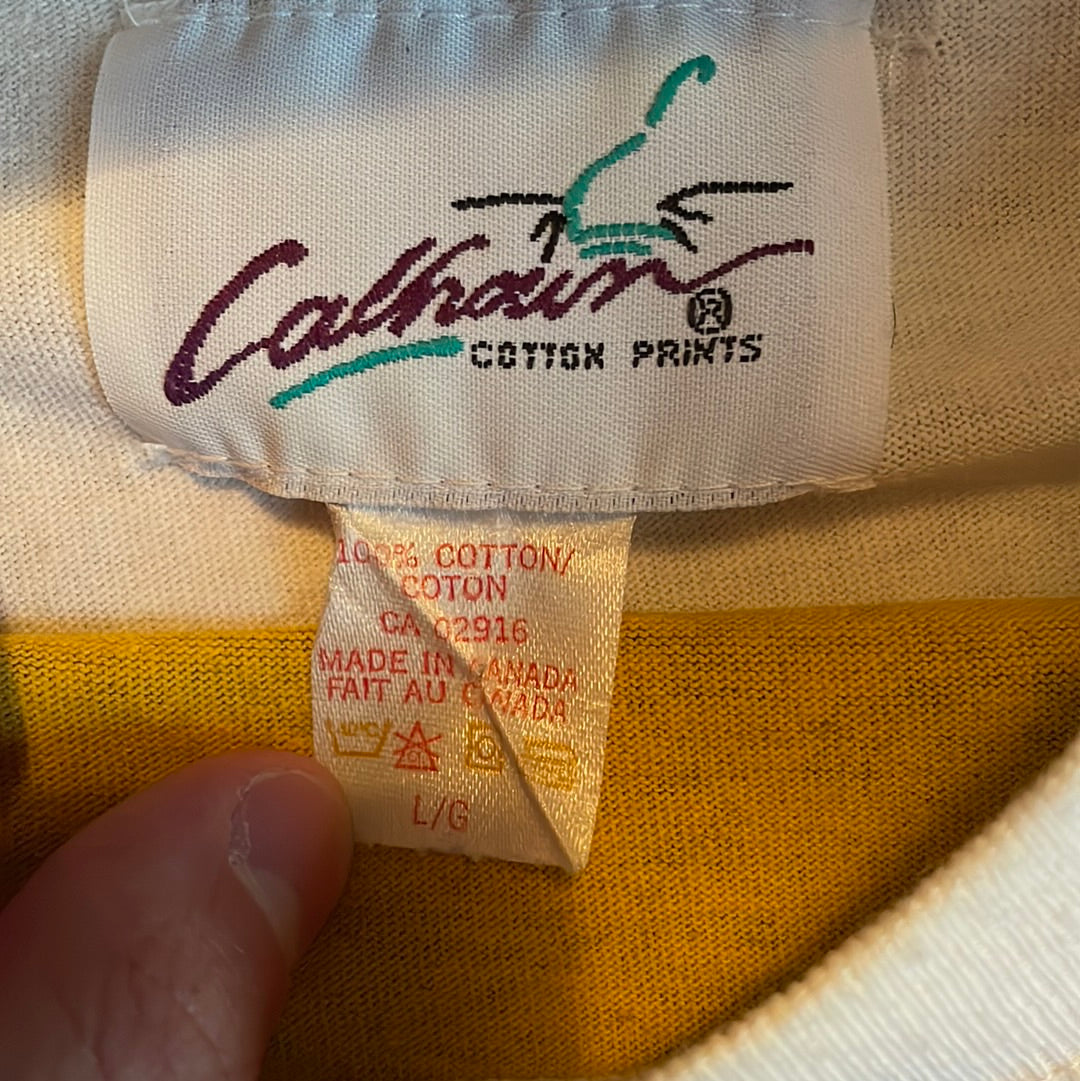 Calhoun ®
COTTON PRINTS
100% COTTON/
COTON
CA 02916
MADE IN CANADA
FAIT AU CANADA
L/G